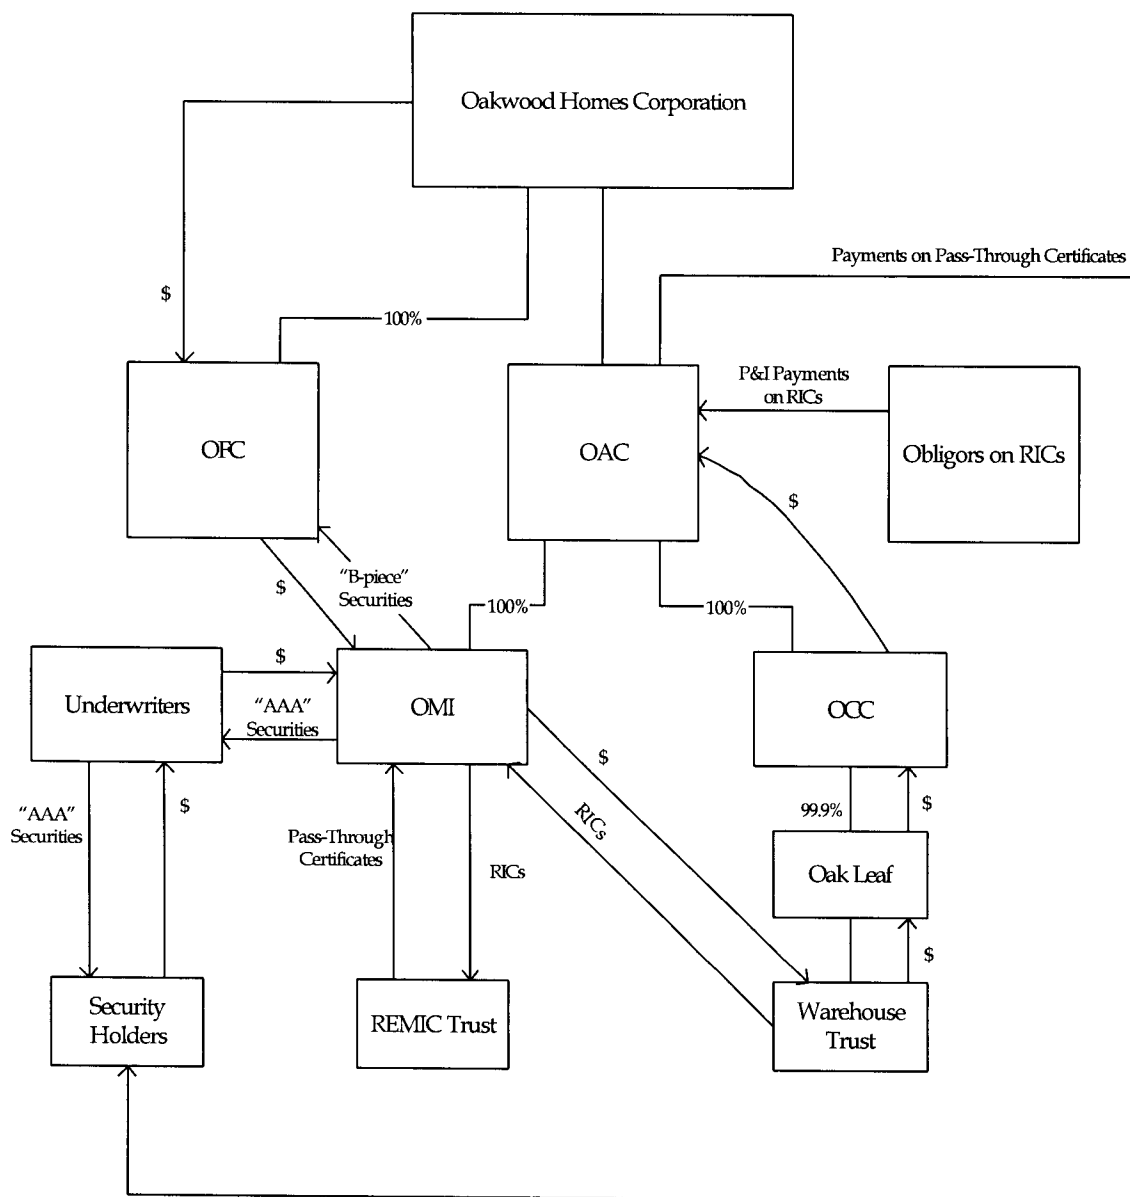 Oakwood Homes Corporation
Payments on Pass-Through Certificates
$
100%
P&I Payments
on RICs
OFC
OAC
Obligors on RICs
$
"B-piece"
Securities
$
100%
100%
$
Underwriters
"AAA"
Securities
OMI
OCC
$
RICs
"AAA"
Securities
$
99.9%
$
Pass-Through
Certificates
RICs
Oak Leaf
$
Security
Holders
REMIC Trust
Warehouse
Trust